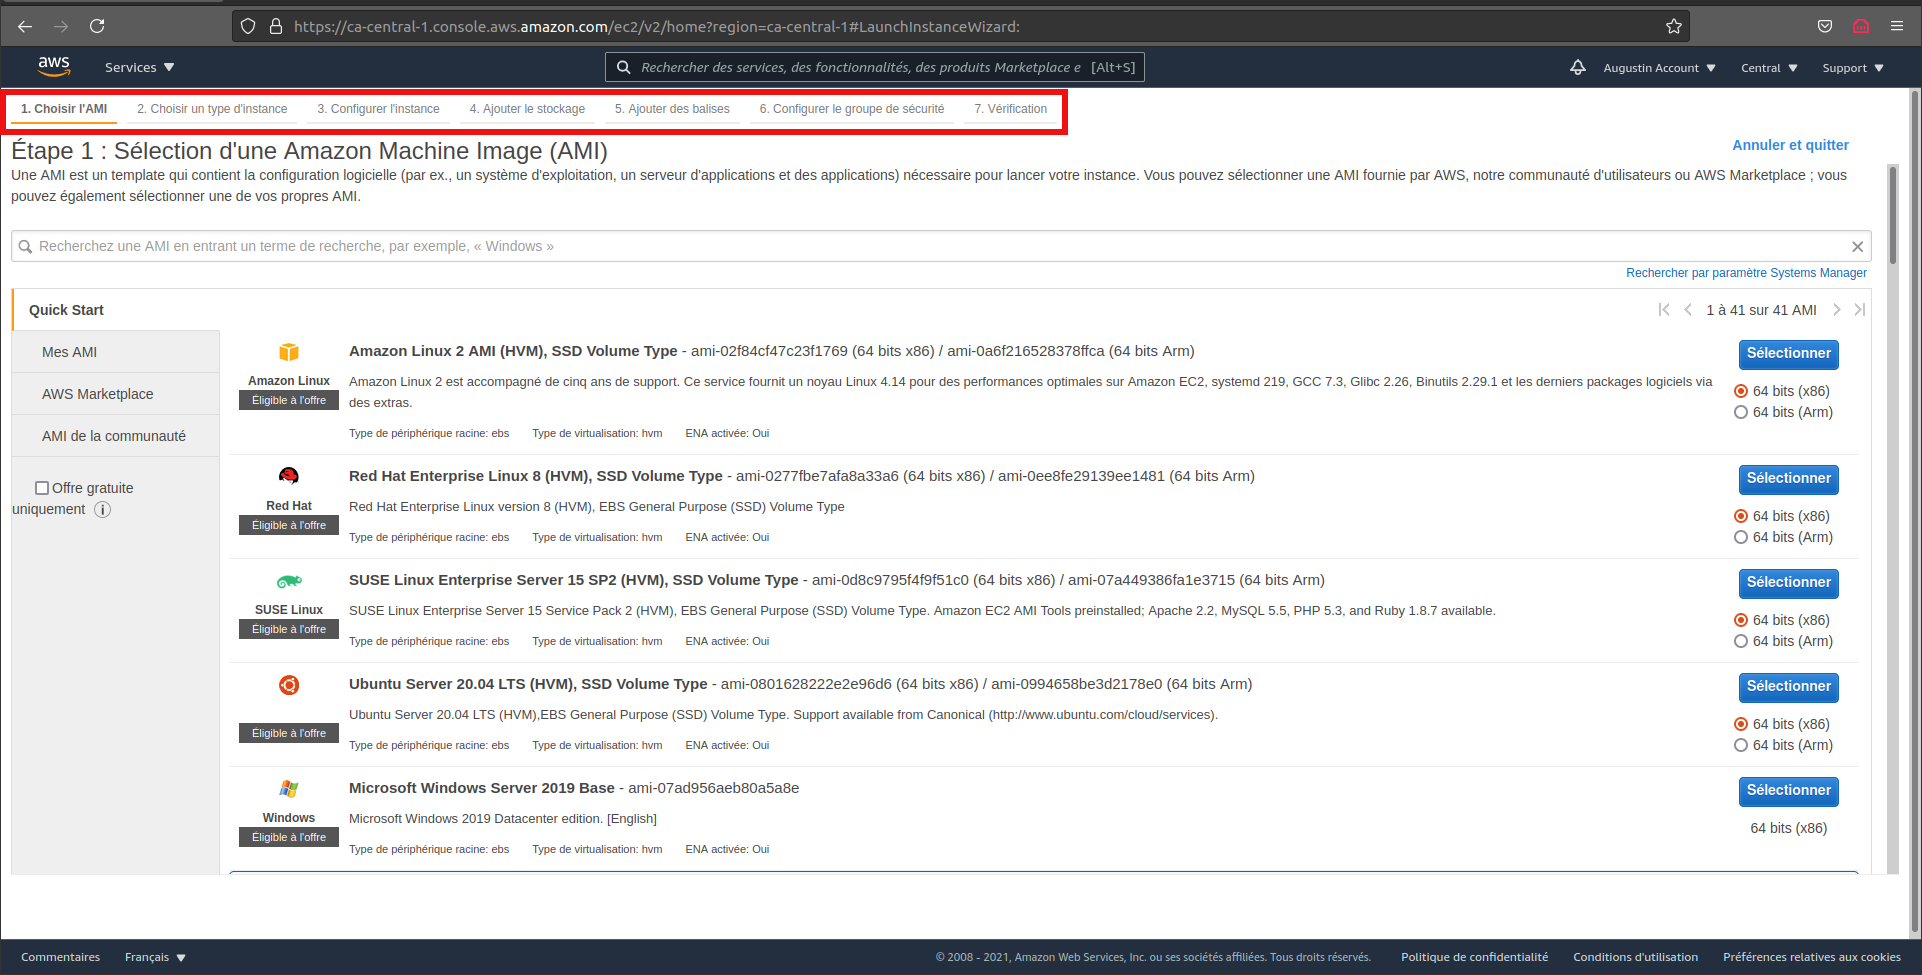 https://ca-central-1.console.aws.amazon.com/ec2/v2/home?region=ca-central-1#LaunchInstanceWizard:
aws Services Rechercher des services, des fonctionnalités, des produits Marketplace e [Alt+S] Augustin Account Central Support
1. Choisir l'AMI 2. Choisir un type d'instance 3. Configurer l'instance 4. Ajouter le stockage 5. Ajouter des balises 6. Configurer le groupe de sécurité 7. Vérification
Étape 1 : Sélection d'une Amazon Machine Image (AMI)
Annuler et quitter
Une AMI est un template qui contient la configuration logicielle (par ex., un système d'exploitation, un serveur d'applications et des applications) nécessaire pour lancer votre instance. Vous pouvez sélectionner une AMI fournie par AWS, notre communauté d'utilisateurs ou AWS Marketplace ; vous
pouvez également sélectionner une de vos propres AMI.
Recherchez une AMI en entrant un terme de recherche, par exemple, « Windows »
Rechercher par paramètre Systems Manager
Quick Start
1 à 41 sur 41 AMI
Mes AMI
AWS Marketplace
AMI de la communauté
Offre gratuite
uniquement
Amazon Linux
Éligible à l'offre
Amazon Linux 2 AMI (HVM), SSD Volume Type - ami-02f84cf47c23f1769 (64 bits x86) / ami-0a6f216528378ffca (64 bits Arm)
Amazon Linux 2 est accompagné de cinq ans de support. Ce service fournit un noyau Linux 4.14 pour des performances optimales sur Amazon EC2, systemd 219, GCC 7.3, Glibc 2.26, Binutils 2.29.1 et les derniers packages logiciels via
des extras.
Type de périphérique racine: ebs Type de virtualisation: hvm ENA activée: Oui
Sélectionner
64 bits (x86)
64 bits (Arm)
Red Hat
Éligible à l'offre
Red Hat Enterprise Linux 8 (HVM), SSD Volume Type - ami-0277fbe7afa8a33a6 (64 bits x86) / ami-0ee8fe29139ee1481 (64 bits Arm)
Red Hat Enterprise Linux version 8 (HVM), EBS General Purpose (SSD) Volume Type
Type de périphérique racine: ebs Type de virtualisation: hvm ENA activée: Oui
Sélectionner
64 bits (x86)
64 bits (Arm)
SUSE Linux
Éligible à l'offre
SUSE Linux Enterprise Server 15 SP2 (HVM), SSD Volume Type - ami-0d8c9795f4f9f51c0 (64 bits x86) / ami-07a449386fa1e3715 (64 bits Arm)
SUSE Linux Enterprise Server 15 Service Pack 2 (HVM), EBS General Purpose (SSD) Volume Type. Amazon EC2 AMI Tools preinstalled; Apache 2.2, MySQL 5.5, PHP 5.3, and Ruby 1.8.7 available.
Type de périphérique racine: ebs Type de virtualisation: hvm ENA activée: Oui
Sélectionner
64 bits (x86)
64 bits (Arm)
Éligible à l'offre
Ubuntu Server 20.04 LTS (HVM), SSD Volume Type - ami-0801628222e2e96d6 (64 bits x86) / ami-0994658be3d2178e0 (64 bits Arm)
Ubuntu Server 20.04 LTS (HVM),EBS General Purpose (SSD) Volume Type. Support available from Canonical (http://www.ubuntu.com/cloud/services).
Type de périphérique racine: ebs Type de virtualisation: hvm ENA activée: Oui
Sélectionner
64 bits (x86)
64 bits (Arm)
Windows
Éligible à l'offre
Microsoft Windows Server 2019 Base - ami-07ad956aeb80a5a8e
Microsoft Windows 2019 Datacenter edition. [English]
Type de périphérique racine: ebs Type de virtualisation: hvm ENA activée: Oui
Sélectionner
64 bits (x86)
Commentaires Français © 2008 - 2021, Amazon Web Services, Inc. ou ses sociétés affiliées. Tous droits réservés. Politique de confidentialité Conditions d'utilisation Préférences relatives aux cookies